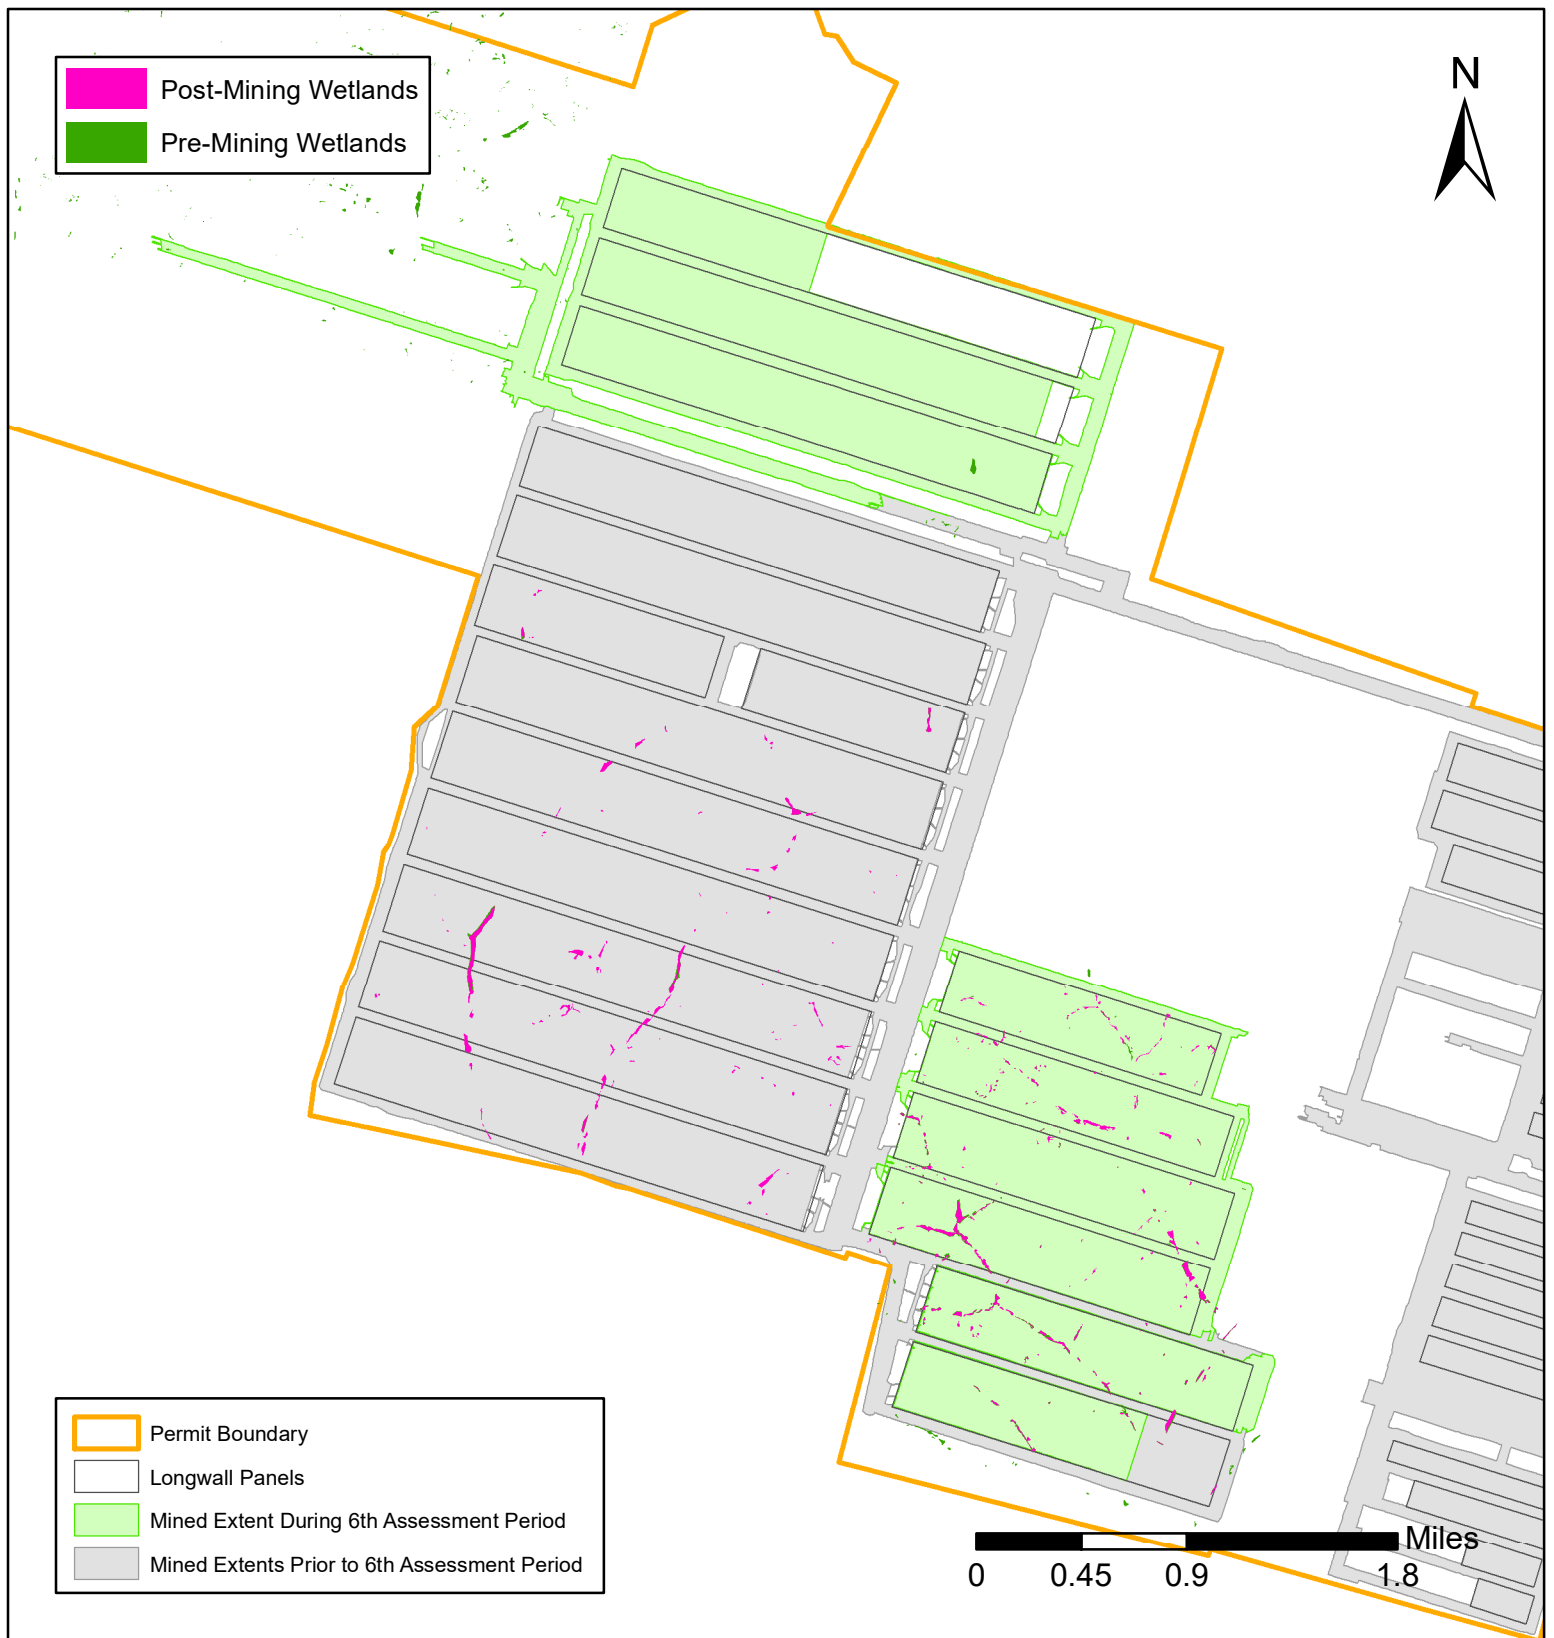 Post-Mining Wetlands
Pre-Mining Wetlands
N
Permit Boundary
Longwall Panels
Mined Extent During 6th Assessment Period
Mined Extents Prior to 6th Assessment Period
Miles
0 0.45 0.9 1.8